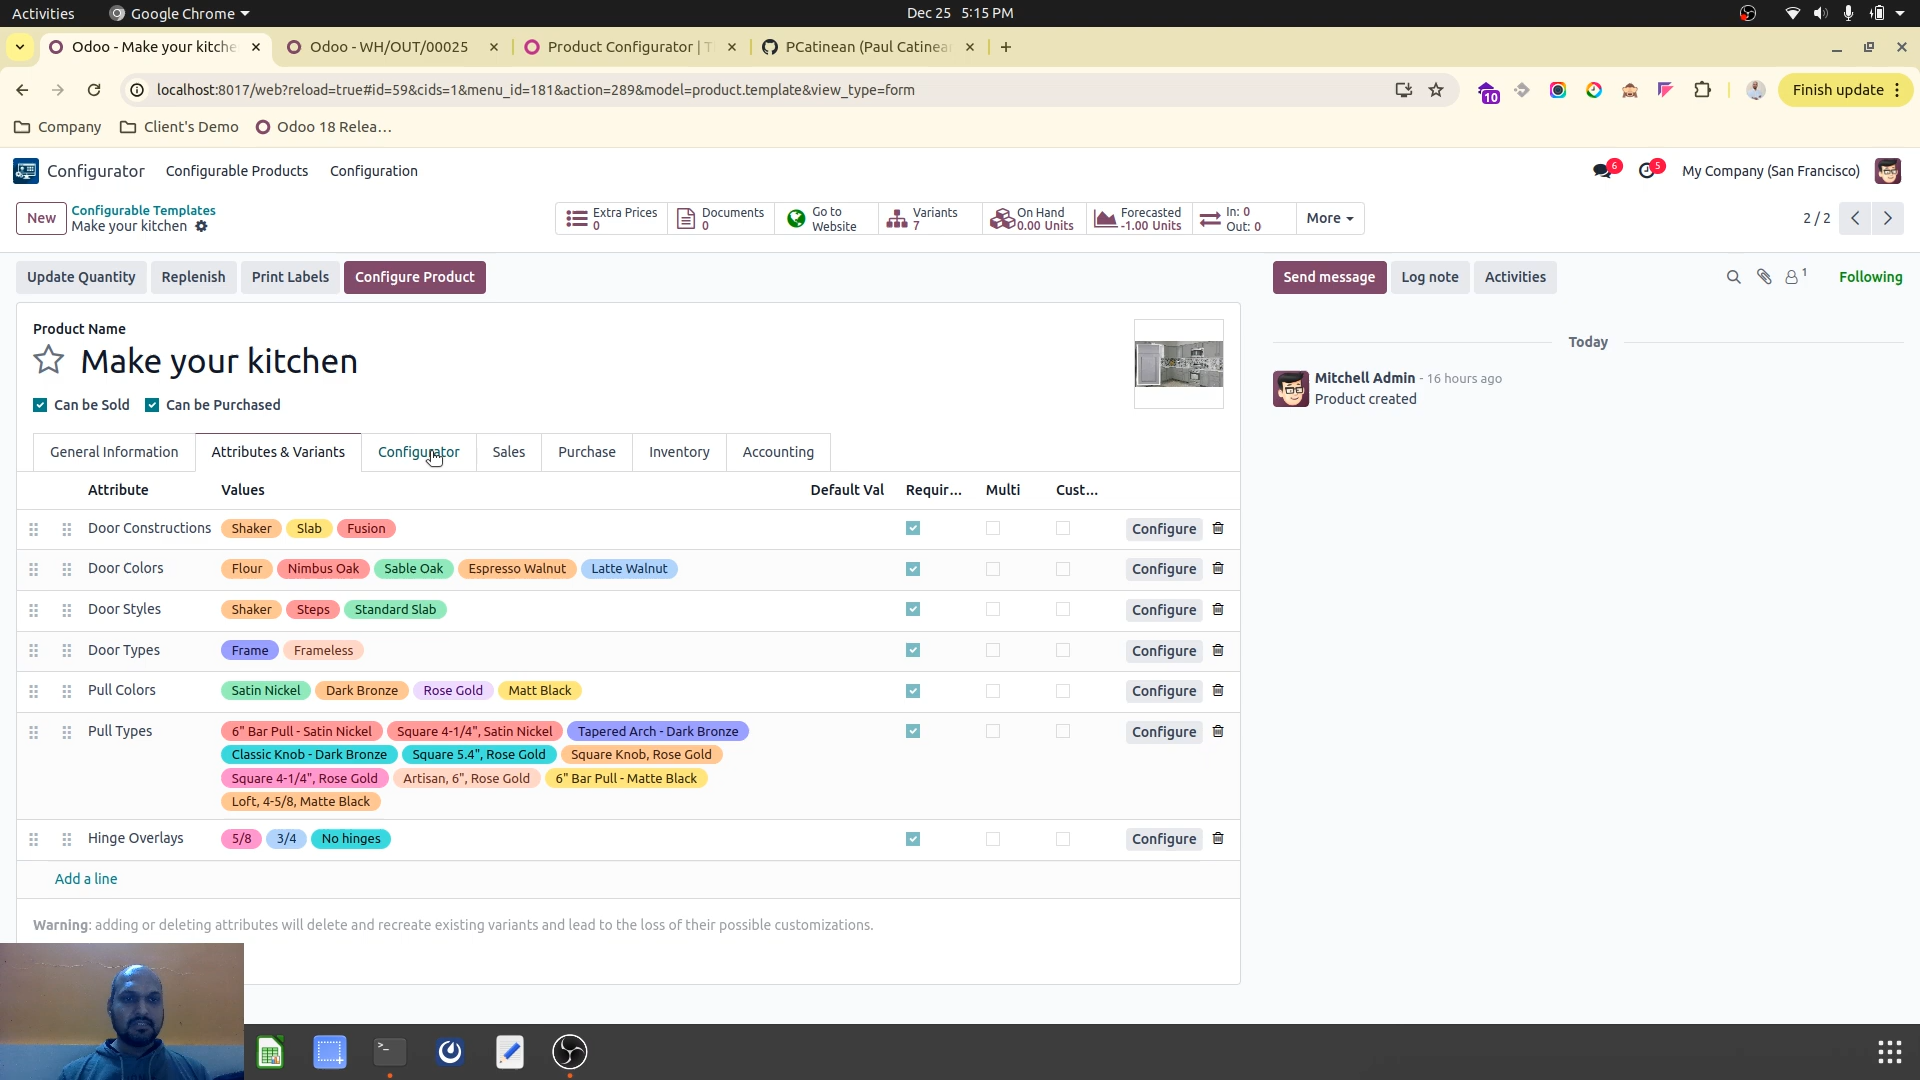 Activities Google Chrome Dec 25 5:15 PM
Odoo - Make your kitche Odoo - WH/OUT/00025 Product Configurator | T PCatinean (Paul Catinea
localhost:8017/web?reload=true#id=59&cids=1&menu_id=181&action=289&model=product.template&view_type=form 10 Finish update
Company Client's Demo Odoo 18 Relea...
Configurator Configurable Products Configuration 6 5 My Company (San Francisco)
New Configurable Templates
Make your kitchen
Extra Prices
0
Documents
0
Go to
Website
Variants
7
On Hand
0.00 Units
Forecasted
-1.00 Units
In: 0
Out: 0
More
2 / 2
Update Quantity Replenish Print Labels Configure Product Send message Log note Activities 1 Following
Product Name
Make your kitchen
Can be Sold Can be Purchased
Today
Mitchell Admin - 16 hours ago
Product created
General Information Attributes & Variants Configurator Sales Purchase Inventory Accounting
Attribute Values Default Val Requir... Multi Cust...
Door Constructions Shaker Slab Fusion Configure
Door Colors Flour Nimbus Oak Sable Oak Espresso Walnut Latte Walnut Configure
Door Styles Shaker Steps Standard Slab Configure
Door Types Frame Frameless Configure
Pull Colors Satin Nickel Dark Bronze Rose Gold Matt Black Configure
Pull Types 6" Bar Pull - Satin Nickel Square 4-1/4", Satin Nickel Tapered Arch - Dark Bronze Configure
Classic Knob - Dark Bronze Square 5.4", Rose Gold Square Knob, Rose Gold
Square 4-1/4", Rose Gold Artisan, 6", Rose Gold 6" Bar Pull - Matte Black
Loft, 4-5/8, Matte Black
Hinge Overlays 5/8 3/4 No hinges Configure
Add a line
Warning: adding or deleting attributes will delete and recreate existing variants and lead to the loss of their possible customizations.